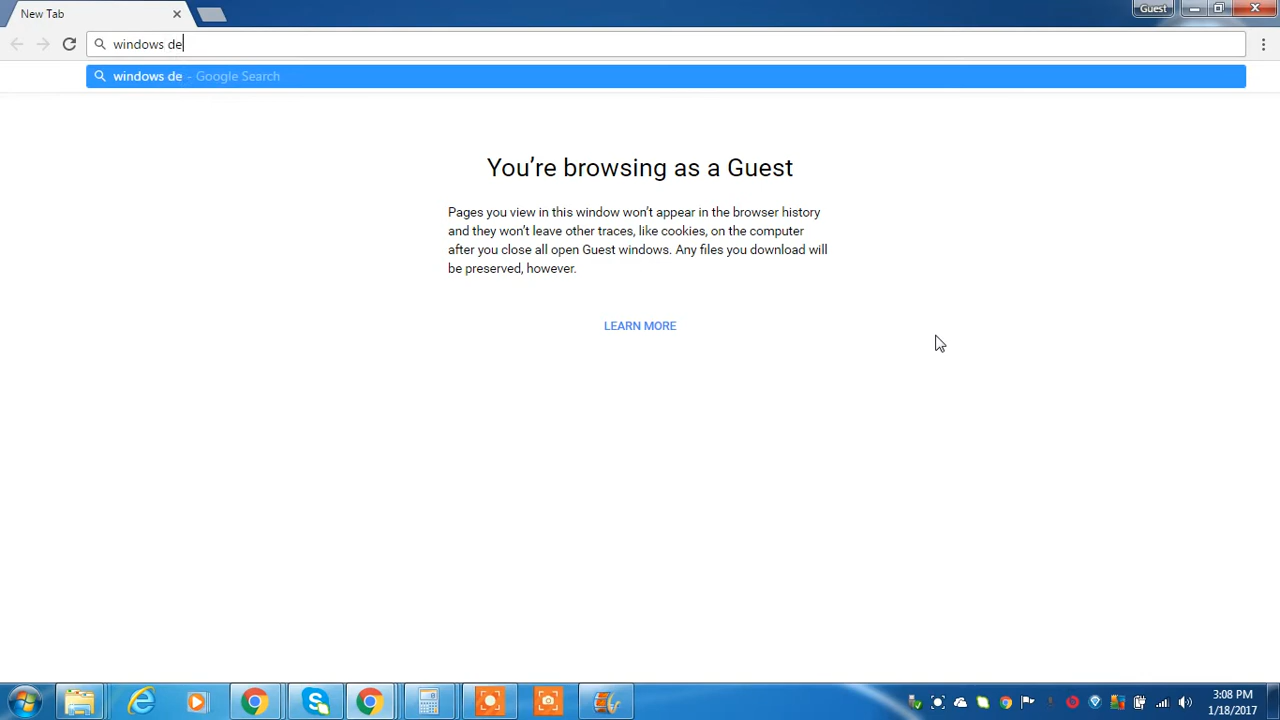 New Tab
Guest
windows de
windows de - Google Search
You're browsing as a Guest
Pages you view in this window won't appear in the browser history
and they won't leave other traces, like cookies, on the computer
after you close all open Guest windows. Any files you download will
be preserved, however.
LEARN MORE
3:08 PM
1/18/2017